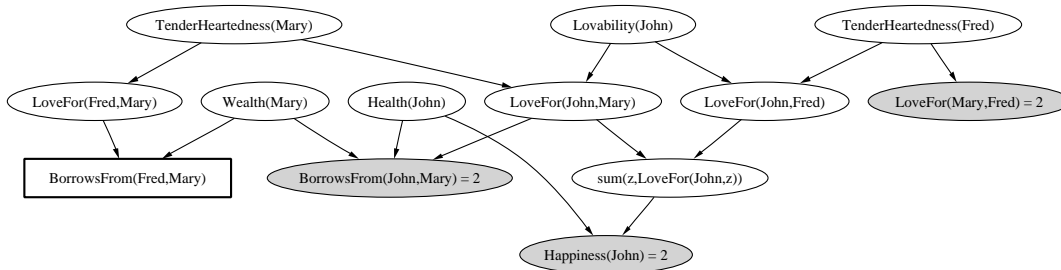 TenderHeartedness(Mary)
Lovability(John)
TenderHeartedness(Fred)
LoveFor(Fred,Mary)
Wealth(Mary)
Health(John)
LoveFor(John,Mary)
LoveFor(John,Fred)
LoveFor(Mary,Fred) = 2
BorrowsFrom(Fred,Mary)
BorrowsFrom(John,Mary) = 2
sum(z,LoveFor(John,z))
Happiness(John) = 2